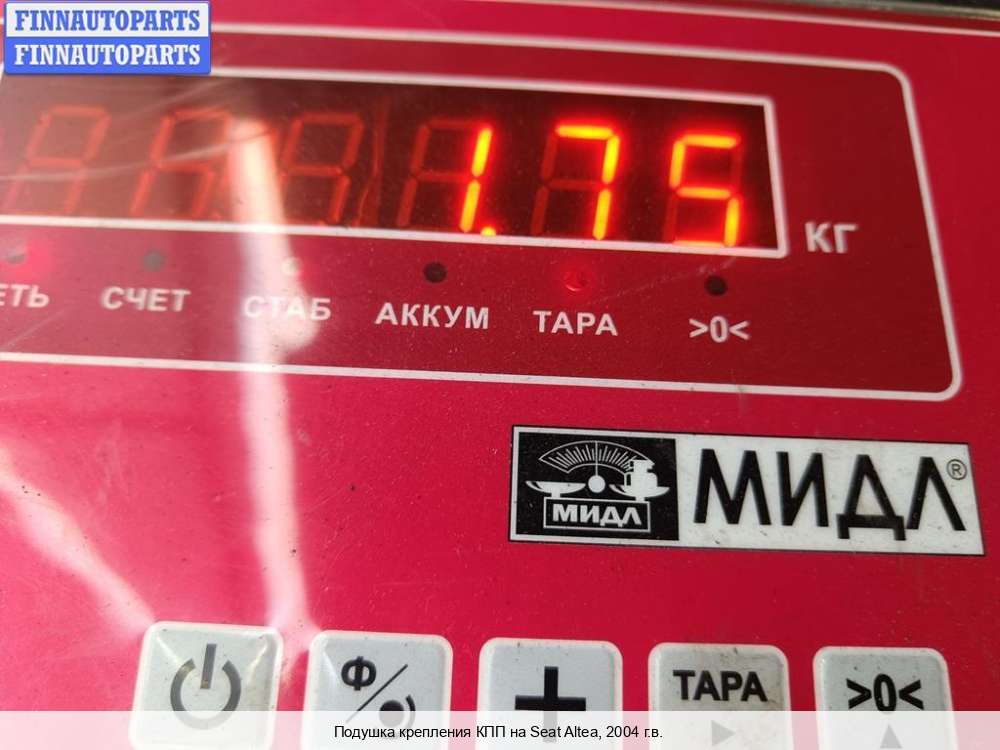 FINNAUTOPARTS
FINNAUTOPARTS
1.75
КГ
ЕТЬ СЧЕТ СТАБ АККУМ ТАРА >0<
МИДЛ
МИДЛ®
Ф
+
ТАРА
>0<
Подушка крепления КПП на Seat Altea, 2004 г.в.